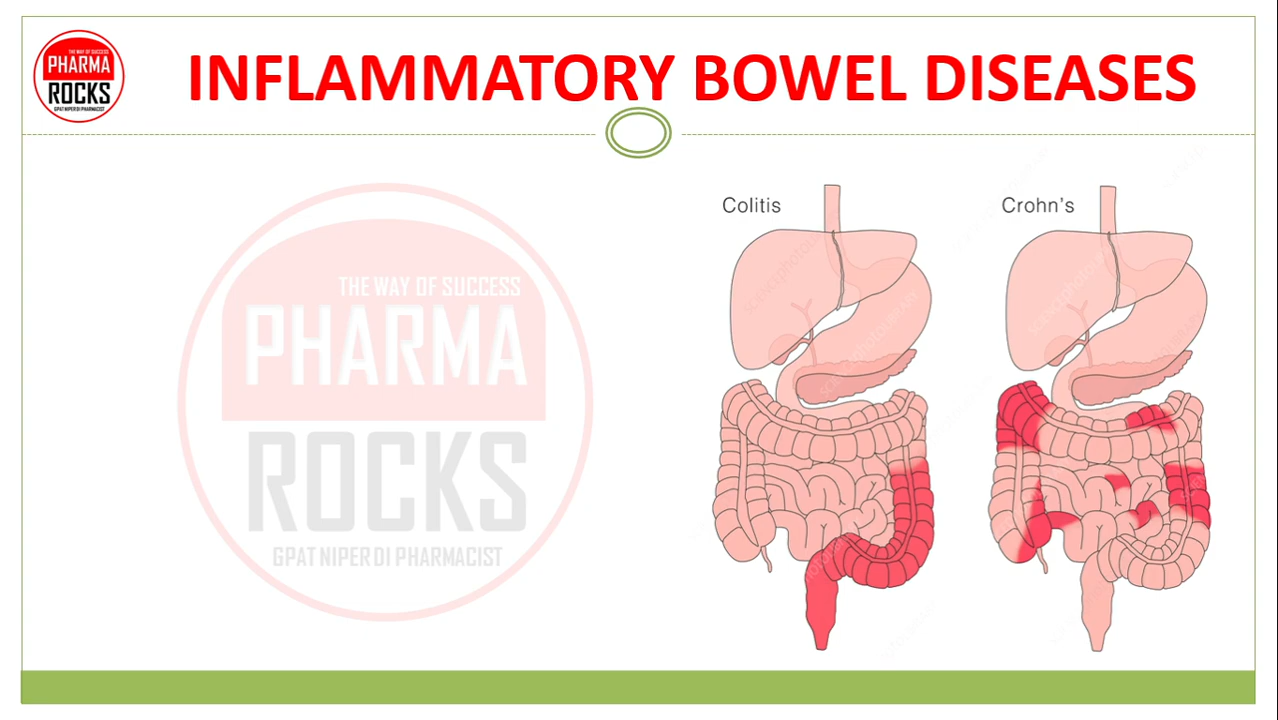 THE WAY OF SUCCESS
PHARMA
ROCKS
GPAT NIPER DI PHARMACIST
INFLAMMATORY BOWEL DISEASES
THE WAY OF SUCCESS
PHARMA
ROCKS
GPAT NIPER DI PHARMACIST
Colitis
Crohn's